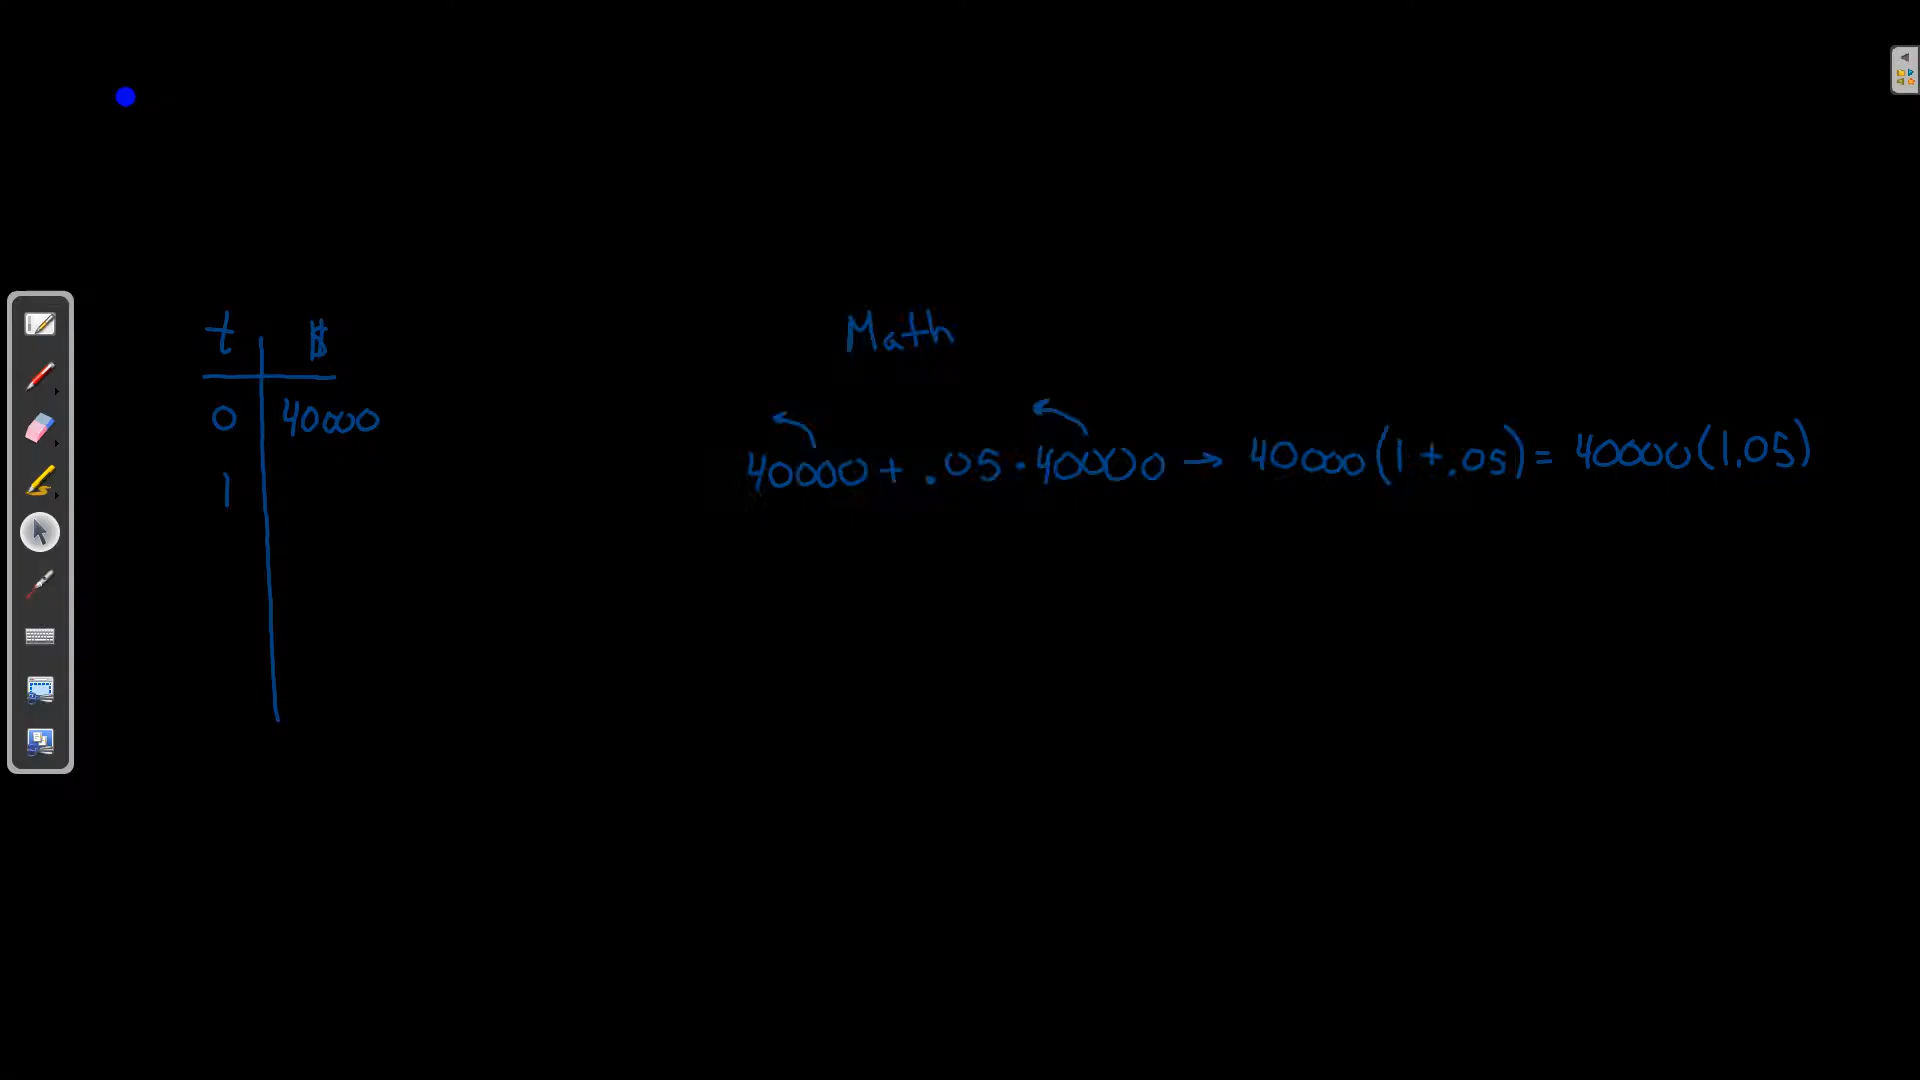 t $ Math
0 40000
40000 + .05 · 40000 → 40000(1 + .05) = 40000(1.05)
1